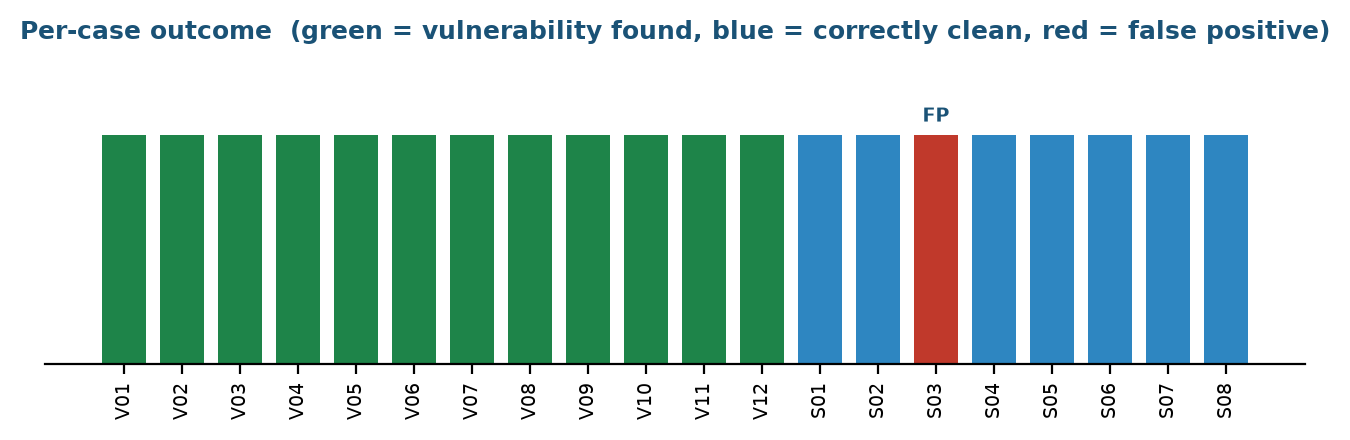 Per-case outcome  (green = vulnerability found, blue = correctly clean, red = false positive)
FP
V01 V02 V03 V04 V05 V06 V07 V08 V09 V10 V11 V12 S01 S02 S03 S04 S05 S06 S07 S08